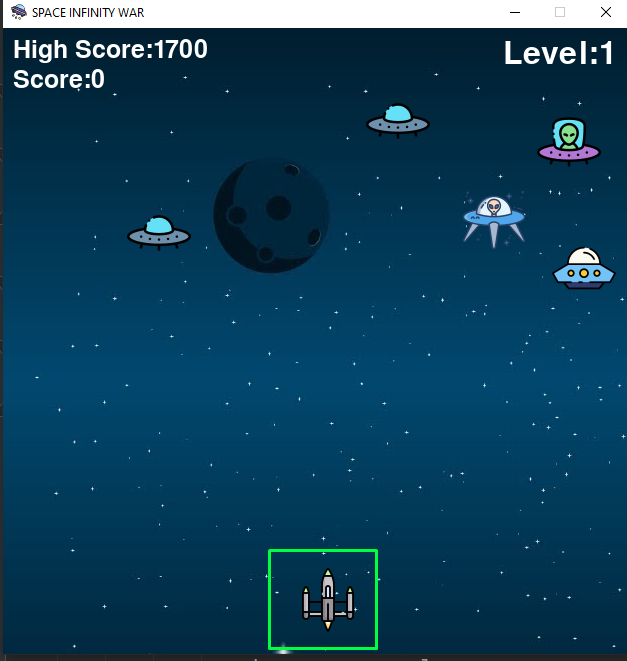 SPACE INFINITY WAR
High Score:1700
Level:1
Score:0